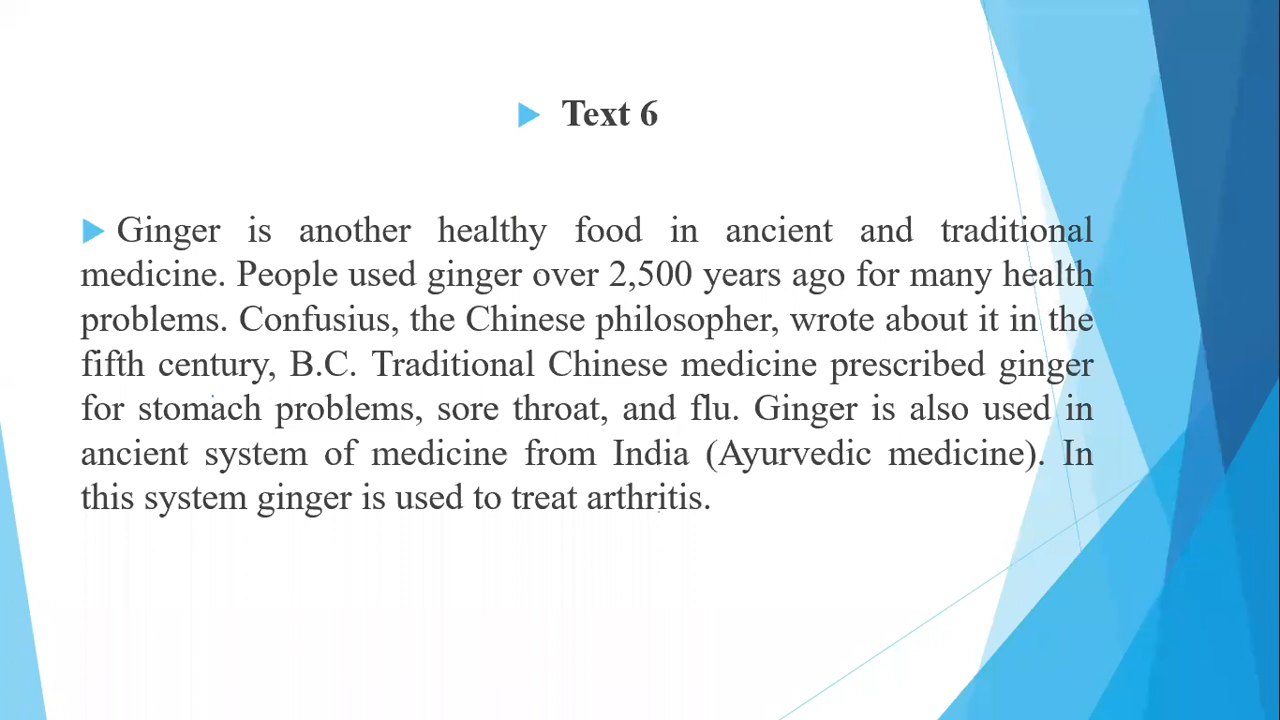 Text 6
Ginger is another healthy food in ancient and traditional
medicine. People used ginger over 2,500 years ago for many health
problems. Confusius, the Chinese philosopher, wrote about it in the
fifth century, B.C. Traditional Chinese medicine prescribed ginger
for stomach problems, sore throat, and flu. Ginger is also used in
ancient system of medicine from India (Ayurvedic medicine). In
this system ginger is used to treat arthritis.